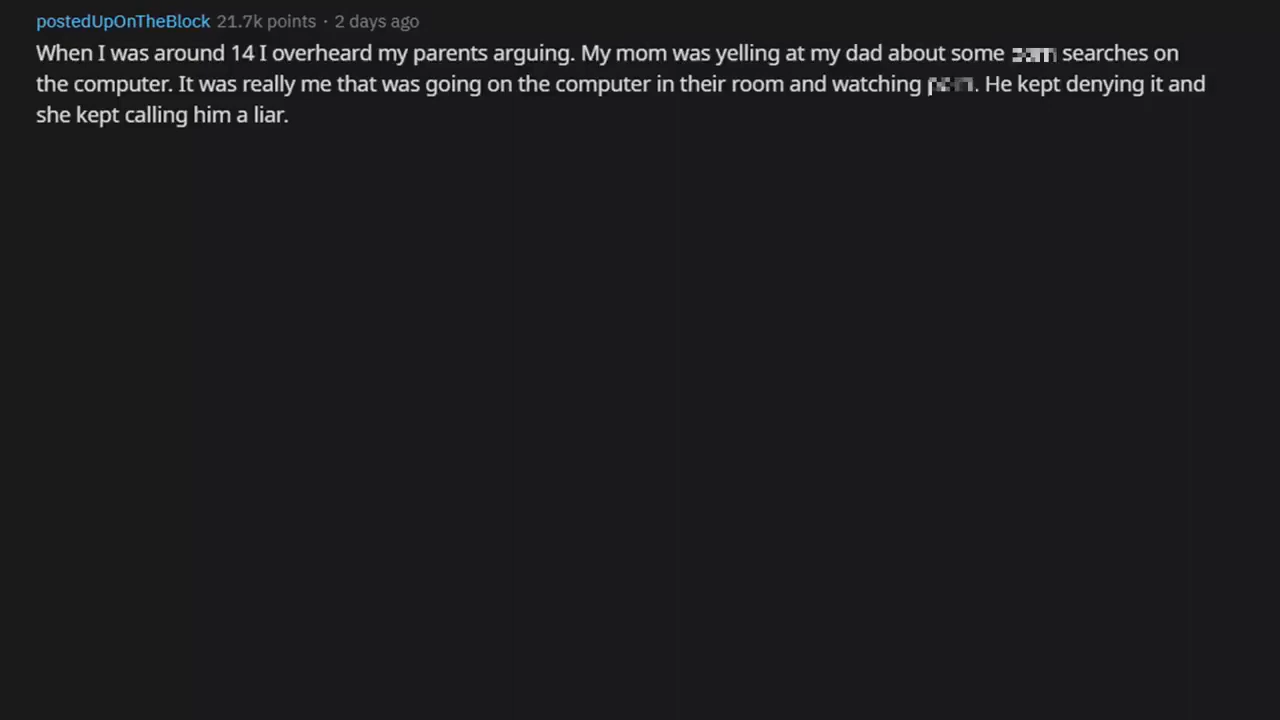 postedUpOnTheBlock 21.7k points · 2 days ago
When I was around 14 I overheard my parents arguing. My mom was yelling at my dad about some searches on
the computer. It was really me that was going on the computer in their room and watching . He kept denying it and
she kept calling him a liar.